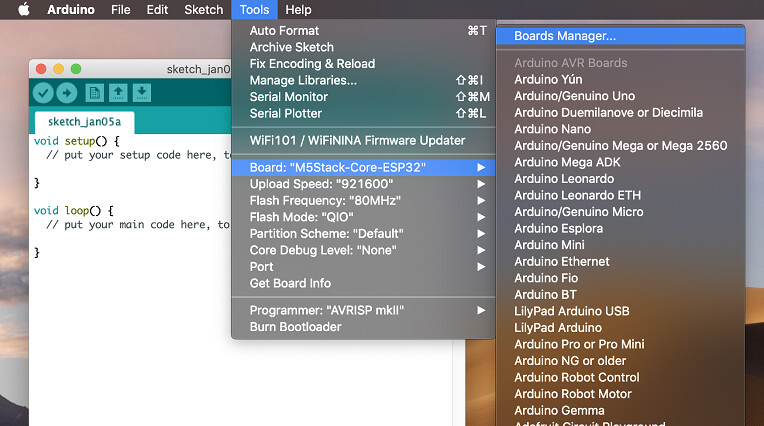 Arduino File Edit Sketch Tools Help
sketch_jan0
sketch_jan05a
void setup() {
// put your setup code here, to
}
void loop() {
// put your main code here, to
}
Auto Format ⌘T
Archive Sketch
Fix Encoding & Reload
Manage Libraries... ⇧⌘I
Serial Monitor ⇧⌘M
Serial Plotter ⇧⌘L
WiFi101 / WiFiNINA Firmware Updater
Board: "M5Stack-Core-ESP32"
Upload Speed: "921600"
Flash Frequency: "80MHz"
Flash Mode: "QIO"
Partition Scheme: "Default"
Core Debug Level: "None"
Port
Get Board Info
Programmer: "AVRISP mkII"
Burn Bootloader
Boards Manager...
Arduino AVR Boards
Arduino Yún
Arduino/Genuino Uno
Arduino Duemilanove or Diecimila
Arduino Nano
Arduino/Genuino Mega or Mega 2560
Arduino Mega ADK
Arduino Leonardo
Arduino Leonardo ETH
Arduino/Genuino Micro
Arduino Esplora
Arduino Mini
Arduino Ethernet
Arduino Fio
Arduino BT
LilyPad Arduino USB
LilyPad Arduino
Arduino Pro or Pro Mini
Arduino NG or older
Arduino Robot Control
Arduino Robot Motor
Arduino Gemma
Adafruit Circuit Playground